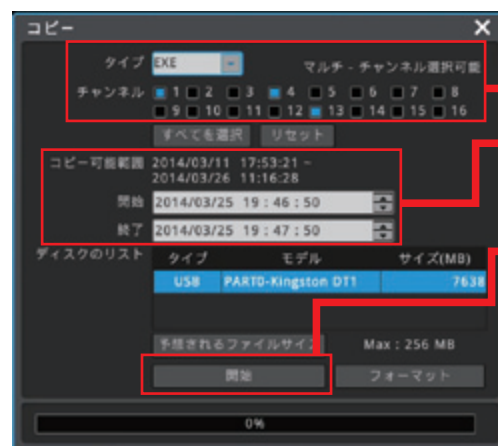 コピー
タイプ EXE マルチ - チャンネル選択可能
チャンネル 1 2 3 4 5 6 7 8
9 10 11 12 13 14 15 16
すべてを選択 リセット
コピー可能範囲 2014/03/11 17:53:21 ~
2014/03/26 11:16:28
開始 2014/03/25 19 : 46 : 50
終了 2014/03/25 19 : 47 : 50
ディスクのリスト タイプ モデル サイズ(MB)
USB PART0-Kingston DT1 7638
予想されるファイルサイズ Max : 256 MB
開始 フォーマット
0%